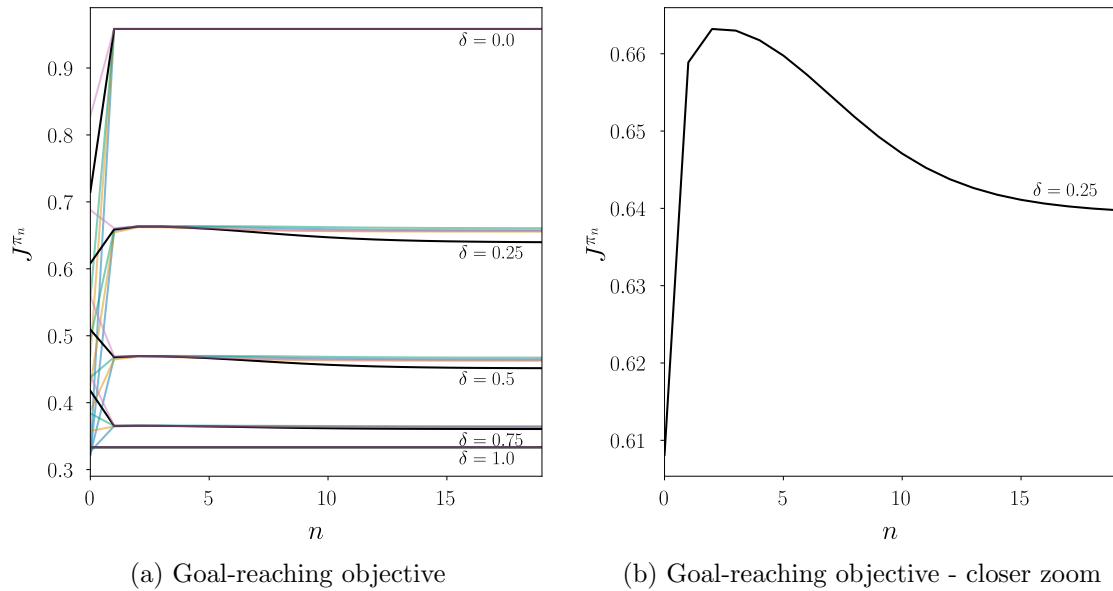 δ = 0.0
0.9
0.8
0.7
J^{π_n}
δ = 0.25
0.6
0.5
δ = 0.5
0.4
δ = 0.75
δ = 1.0
0.3
0 5 10 15
n
(a) Goal-reaching objective
0.66
0.65
δ = 0.25
0.64
J^{π_n}
0.63
0.62
0.61
0 5 10 15
n
(b) Goal-reaching objective - closer zoom